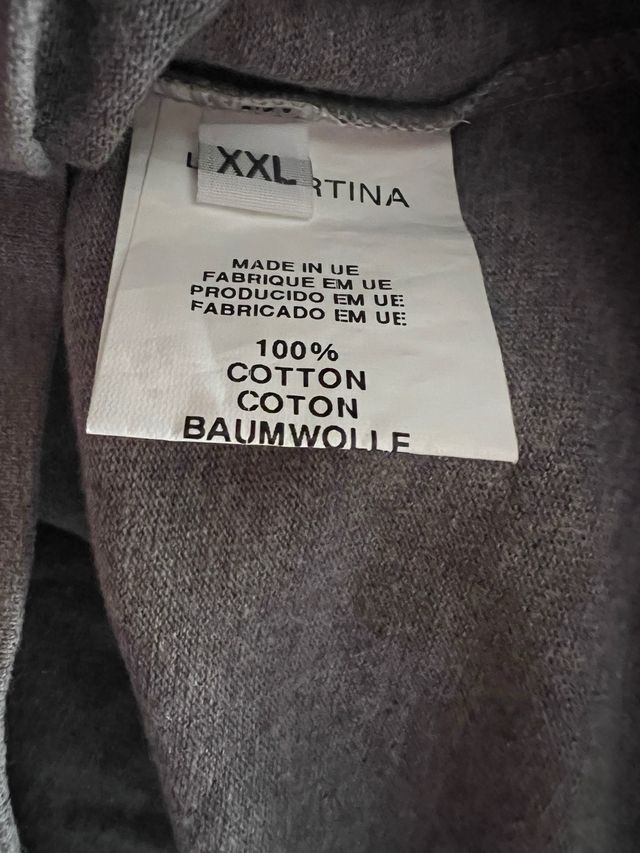 XXL
RTINA
MADE IN UE
FABRIQUE EM UE
PRODUCIDO EM UE
FABRICADO EM UE
100%
COTTON
COTON
BAUMWOLLE